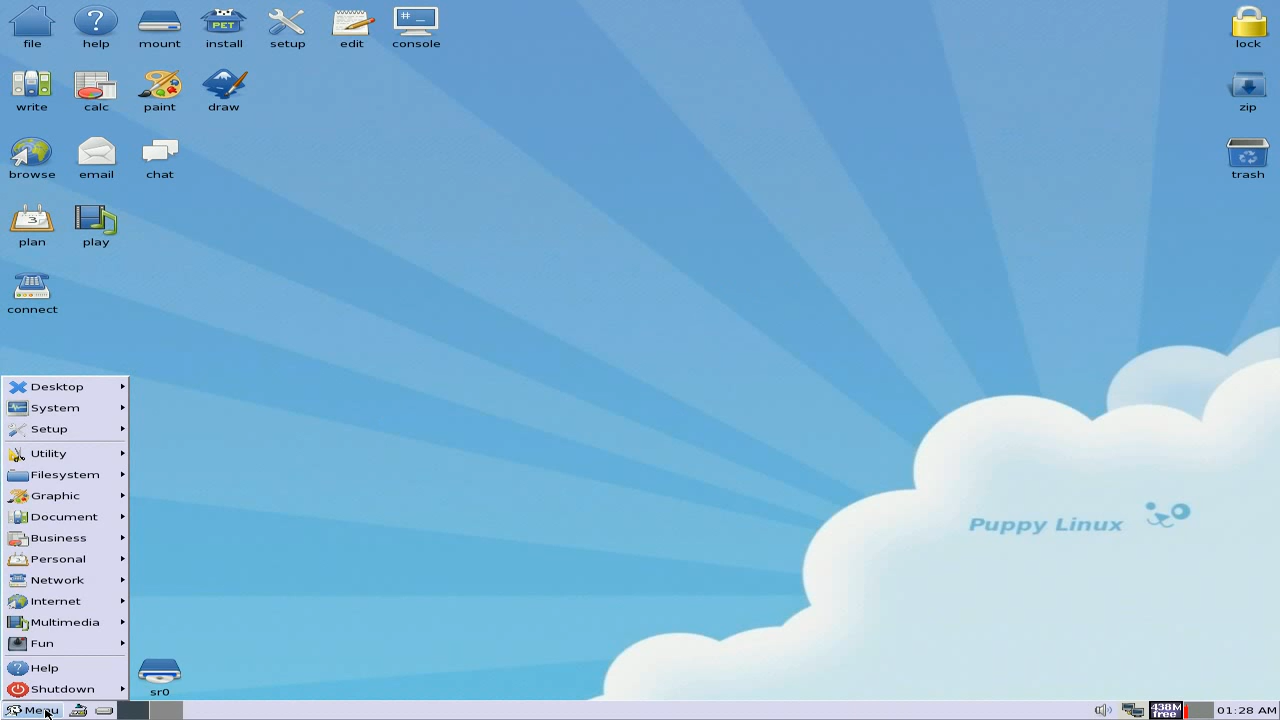 file help mount install setup edit console
lock
PET
# _
write calc paint draw
zip
browse email chat
trash
3
plan play
connect
Desktop
System
Setup
Utility
Filesystem
Graphic
Document
Business
Personal
Network
Internet
Multimedia
Fun
Help
Shutdown
Puppy Linux
sr0
Menu
438M
free
01:28 AM